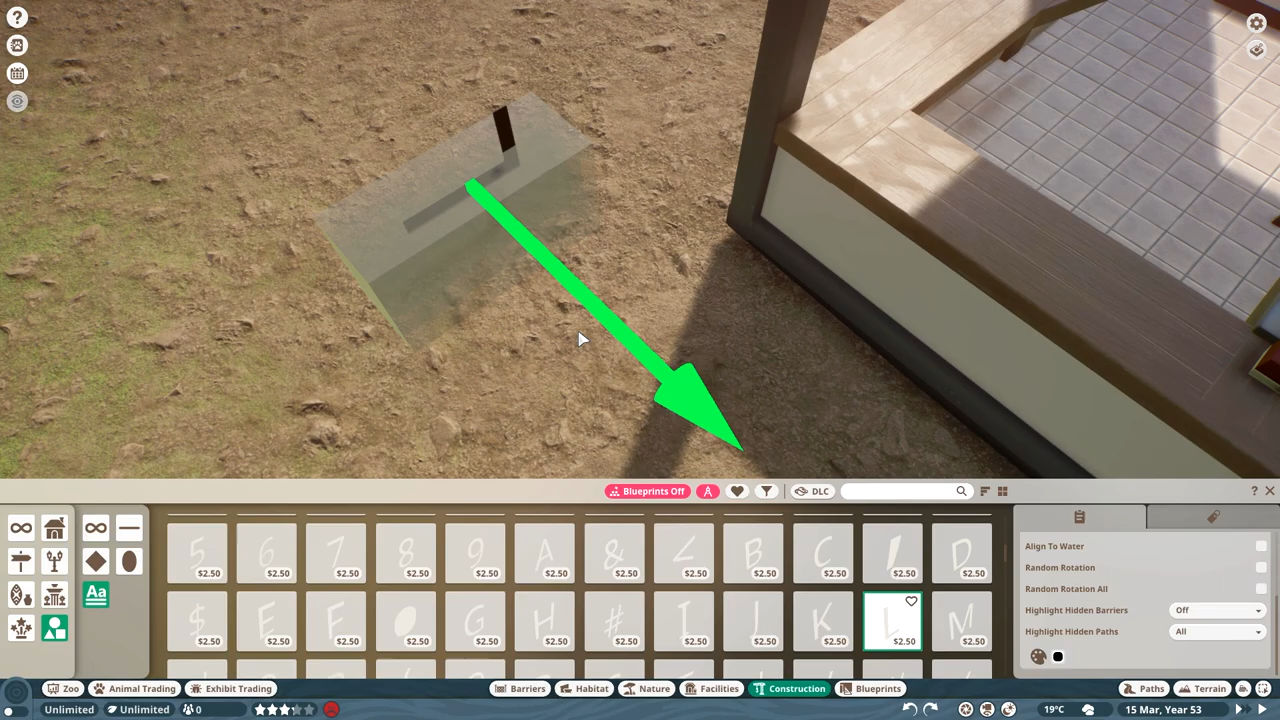 ?
Blueprints Off
DLC
?
5 $2.50
6 $2.50
7 $2.50
8 $2.50
9 $2.50
A $2.50
& $2.50
< $2.50
B $2.50
C $2.50
$2.50
D $2.50
$ $2.50
E $2.50
F $2.50
$2.50
G $2.50
H $2.50
# $2.50
I $2.50
$2.50
K $2.50
L $2.50
M $2.50
Aa
Align To Water
Random Rotation
Random Rotation All
Highlight Hidden Barriers Off
Highlight Hidden Paths All
Zoo Animal Trading Exhibit Trading Barriers Habitat Nature Facilities Construction Blueprints Paths Terrain
Unlimited Unlimited 0 19°C 15 Mar, Year 53